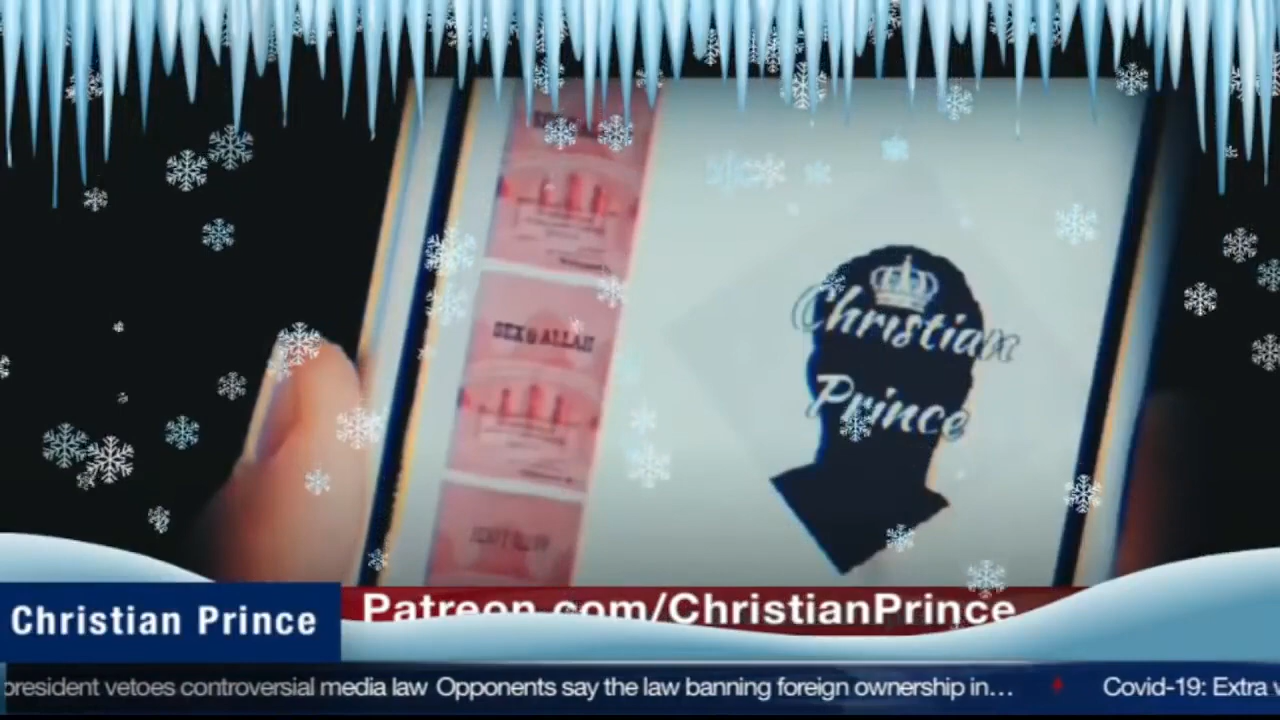 SEX & ALLAH
Christian
Prince
Patreon.com/ChristianPrince
Christian Prince
president vetoes controversial media law Opponents say the law banning foreign ownership in... Covid-19: Extra